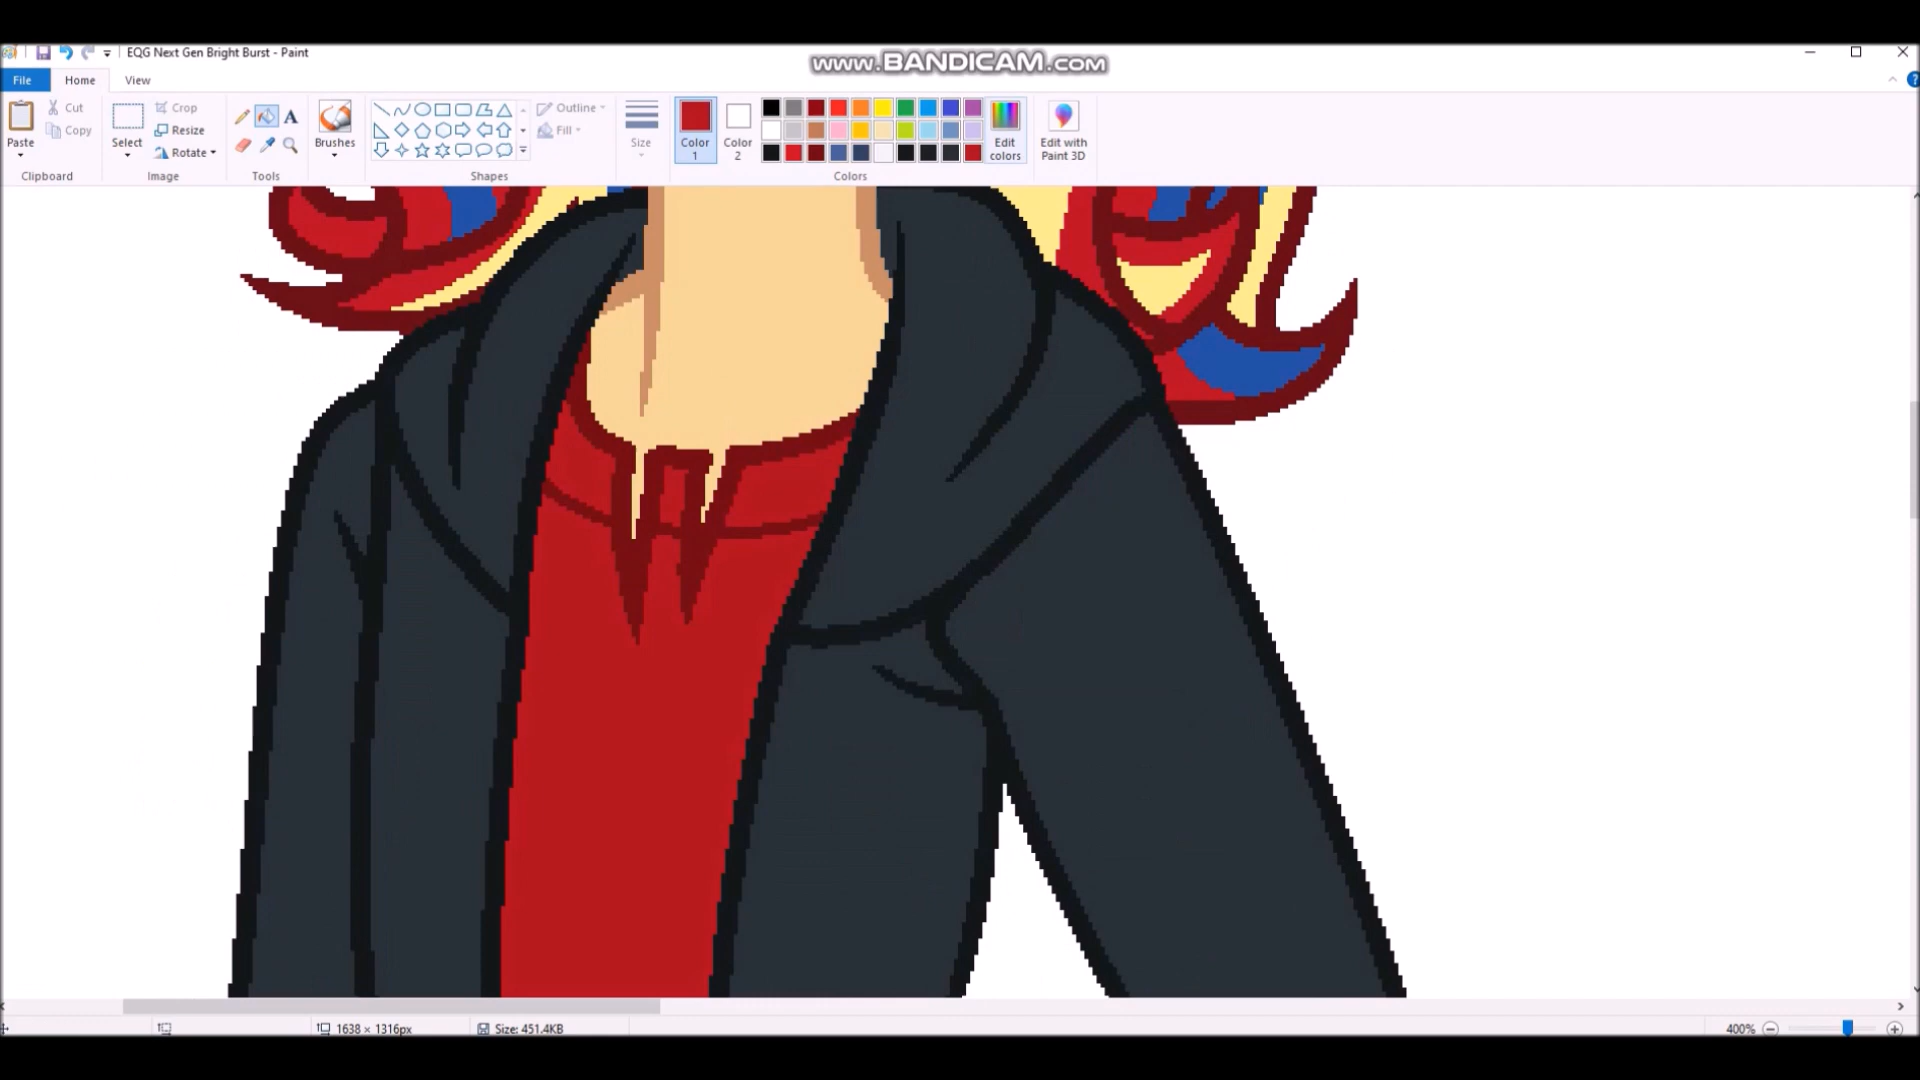 EQG Next Gen Bright Burst - Paint
www.BANDICAM.com
File Home View
Paste
Cut
Copy
Clipboard
Select
Crop
Resize
Rotate
Image
A
Tools
Brushes
Outline
Fill
Shapes
Size
Color
1
Color
2
Edit
colors
Colors
Edit with
Paint 3D
?
1638 × 1316px
Size: 451.4KB
400%